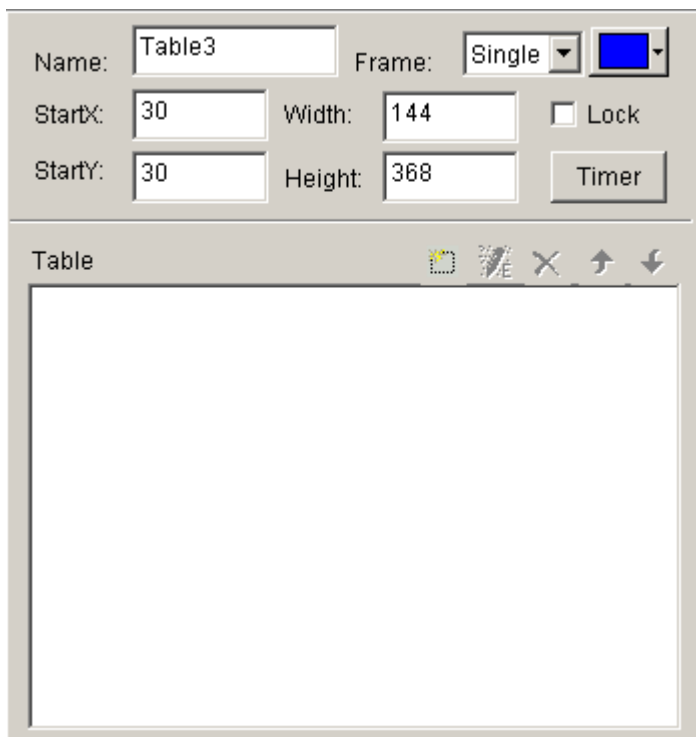 Name: Table3 Frame: Single
StartX: 30 Width: 144 Lock
StartY: 30 Height: 368 Timer
Table
E